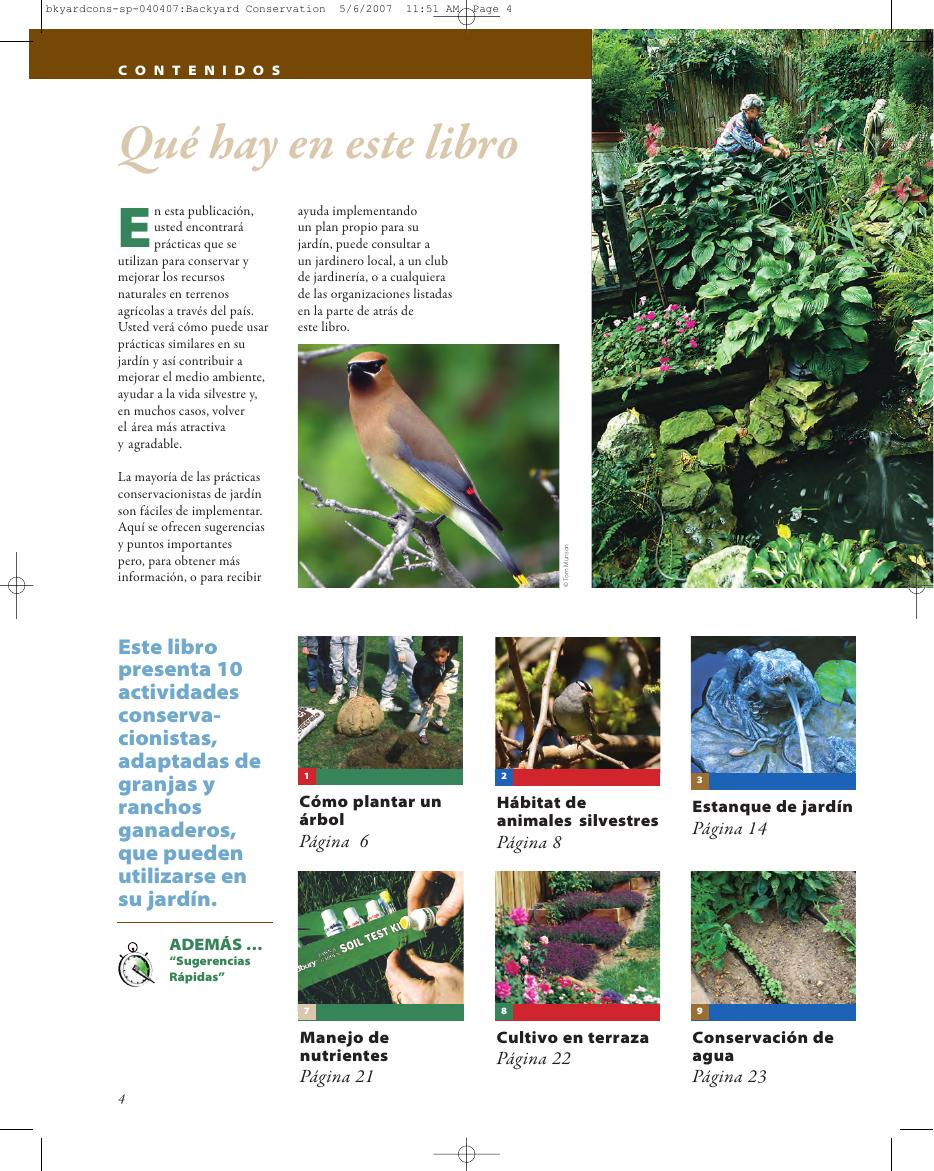 bkyardcons-sp-040407:Backyard Conservation 5/6/2007 11:51 AM Page 4
CONTENIDOS
Qué hay en este libro
En esta publicación,
usted encontrará
prácticas que se
utilizan para conservar y
mejorar los recursos
naturales en terrenos
agrícolas a través del país.
Usted verá cómo puede usar
prácticas similares en su
jardín y así contribuir a
mejorar el medio ambiente,
ayudar a la vida silvestre y,
en muchos casos, volver
el área más atractiva
y agradable.
La mayoría de las prácticas
conservacionistas de jardín
son fáciles de implementar.
Aquí se ofrecen sugerencias
y puntos importantes
pero, para obtener más
información, o para recibir
ayuda implementando
un plan propio para su
jardín, puede consultar a
un jardinero local, a un club
de jardinería, o a cualquiera
de las organizaciones listadas
en la parte de atrás de
este libro.
© Tom Munson
Este libro
presenta 10
actividades
conserva-
cionistas,
adaptadas de
granjas y
ranchos
ganaderos,
que pueden
utilizarse en
su jardín.
ADEMÁS ...
“Sugerencias
Rápidas”
1
Cómo plantar un
árbol
Página 6
2
Hábitat de
animales silvestres
Página 8
3
Estanque de jardín
Página 14
SOIL TEST KI
7
Manejo de
nutrientes
Página 21
8
Cultivo en terraza
Página 22
9
Conservación de
agua
Página 23
4